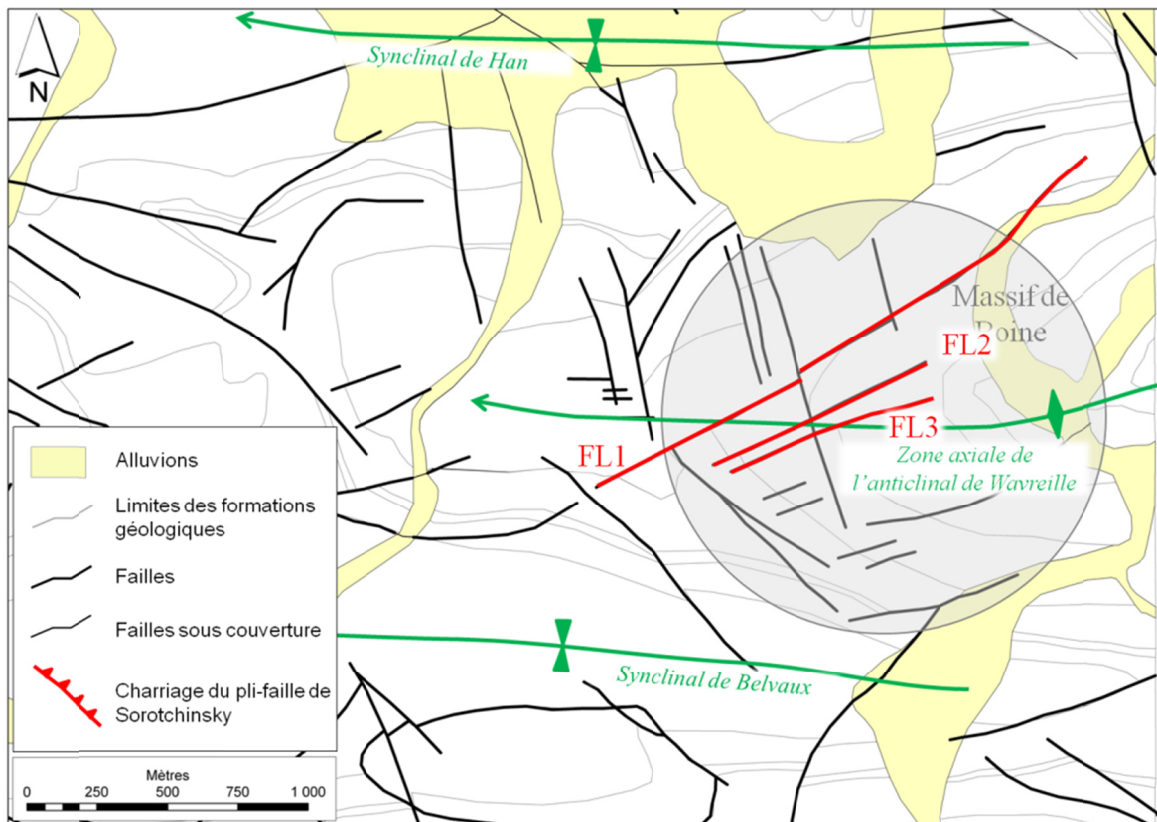 N
Synclinal de Han
Massif de
Boine
FL2
FL1
FL3
Zone axiale de
l'anticlinal de Wavreille
Synclinal de Belvaux
Alluvions
Limites des formations
géologiques
Failles
Failles sous couverture
Charriage du pli-faille de
Sorotchinsky
Mètres
0 250 500 750 1 000